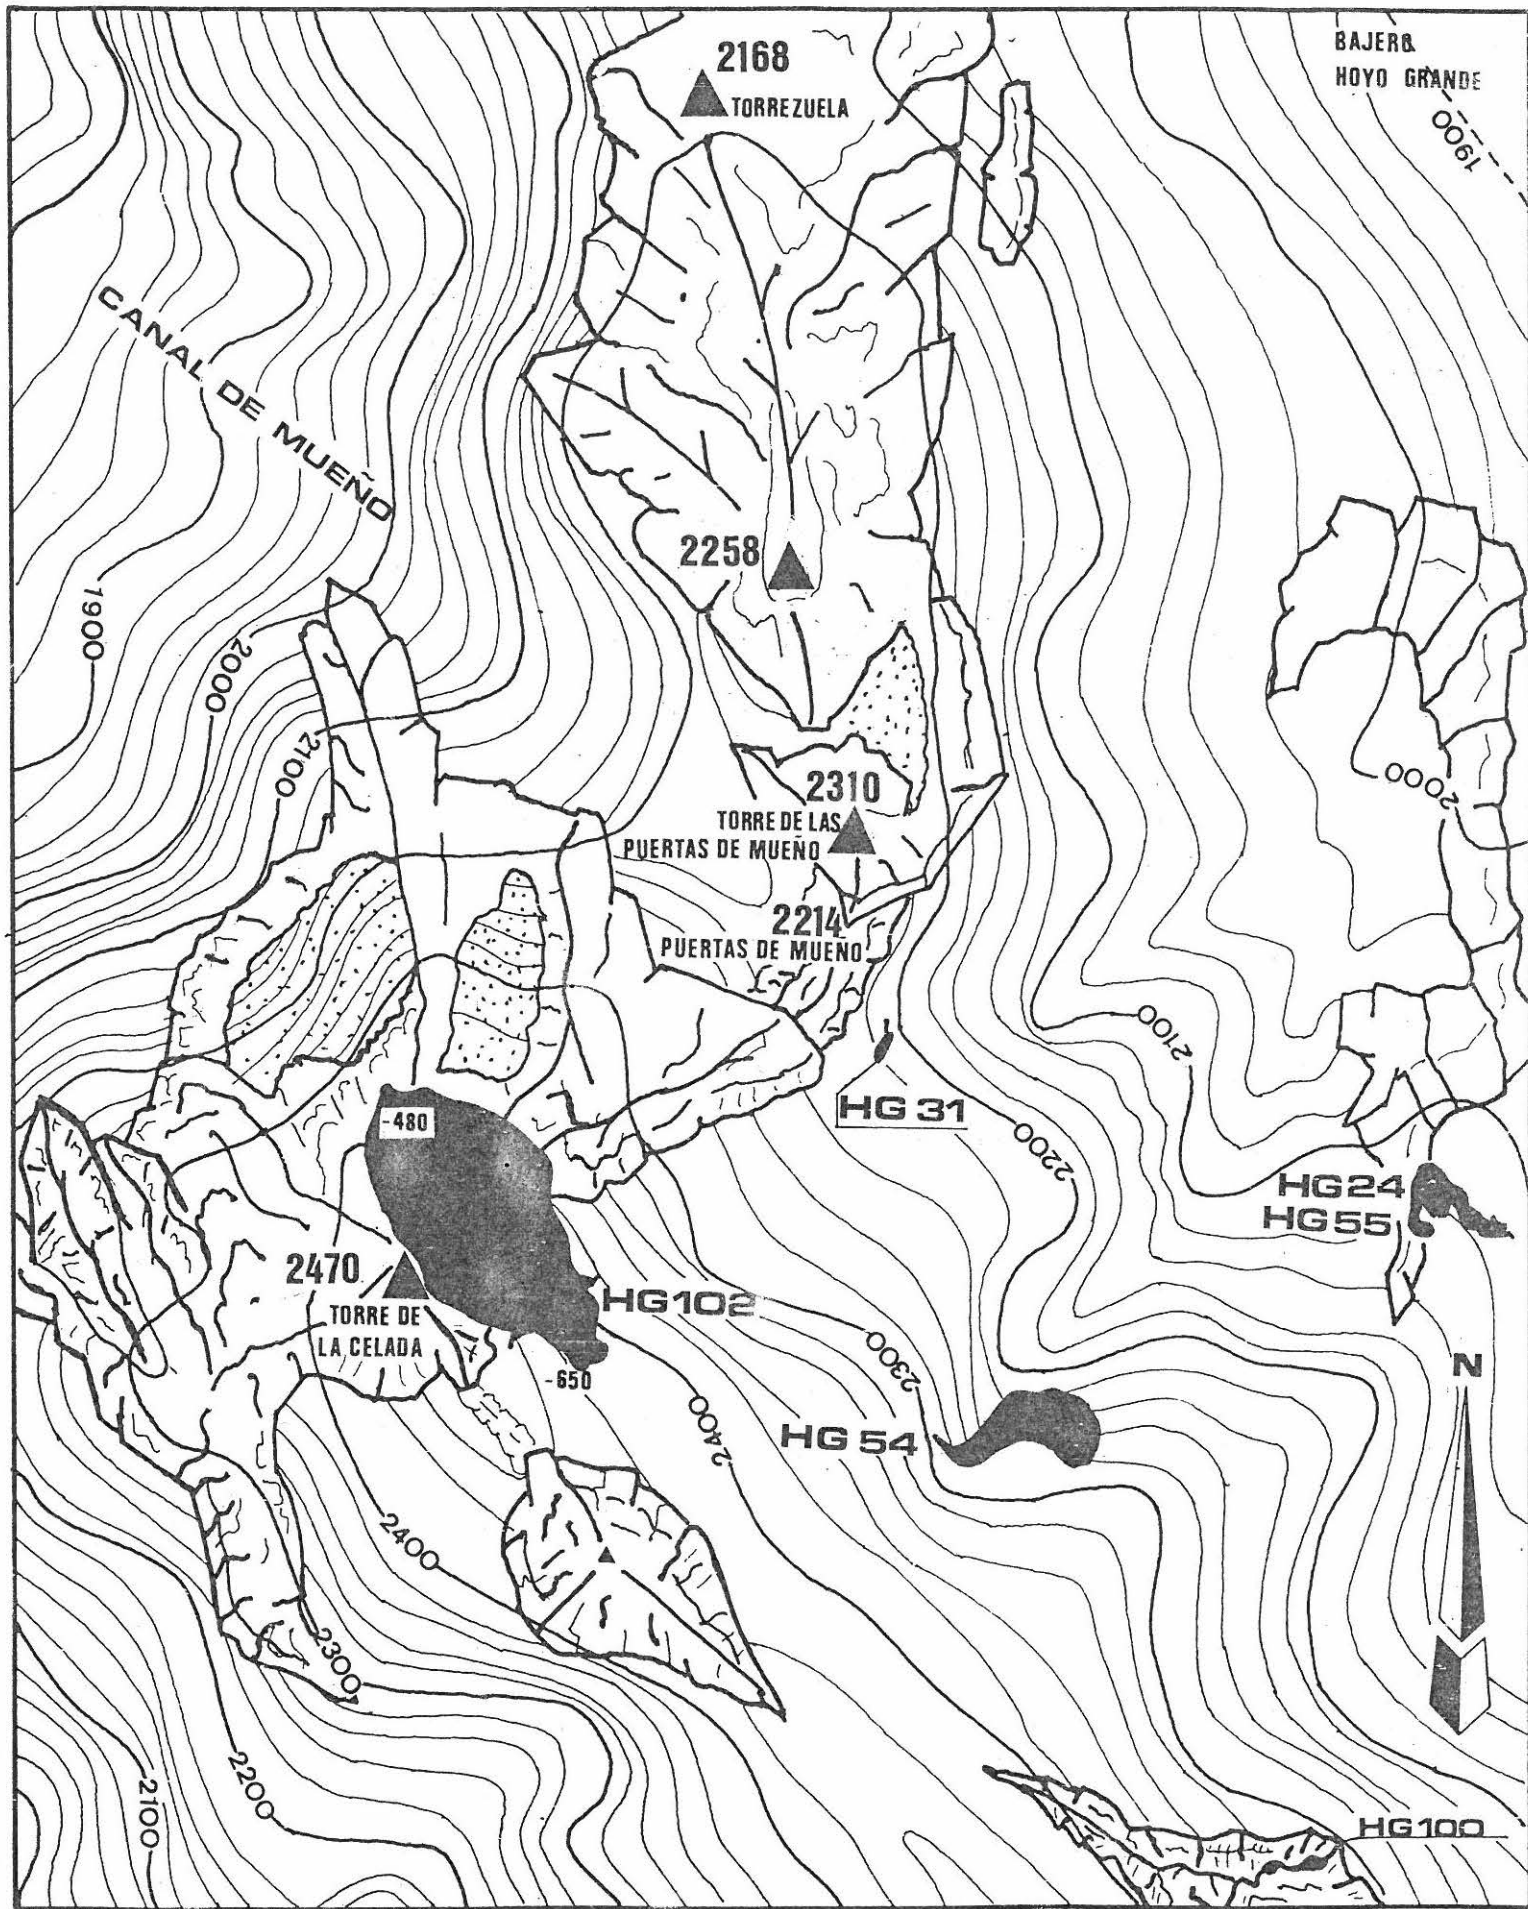 BAJERO
HOYO GRANDE
1900
2168
TORREZUELA
CANAL DE MUEÑO
2258
1900
2000
2100
2310
TORRE DE LAS
PUERTAS DE MUEÑO
2000
2214
PUERTAS DE MUEÑO
2100
HG 31
-480
2200
HG24
HG55
2470
TORRE DE
LA CELADA
HG102
-650
2300
N
2400
HG 54
2400
2300
2200
2100
HG100